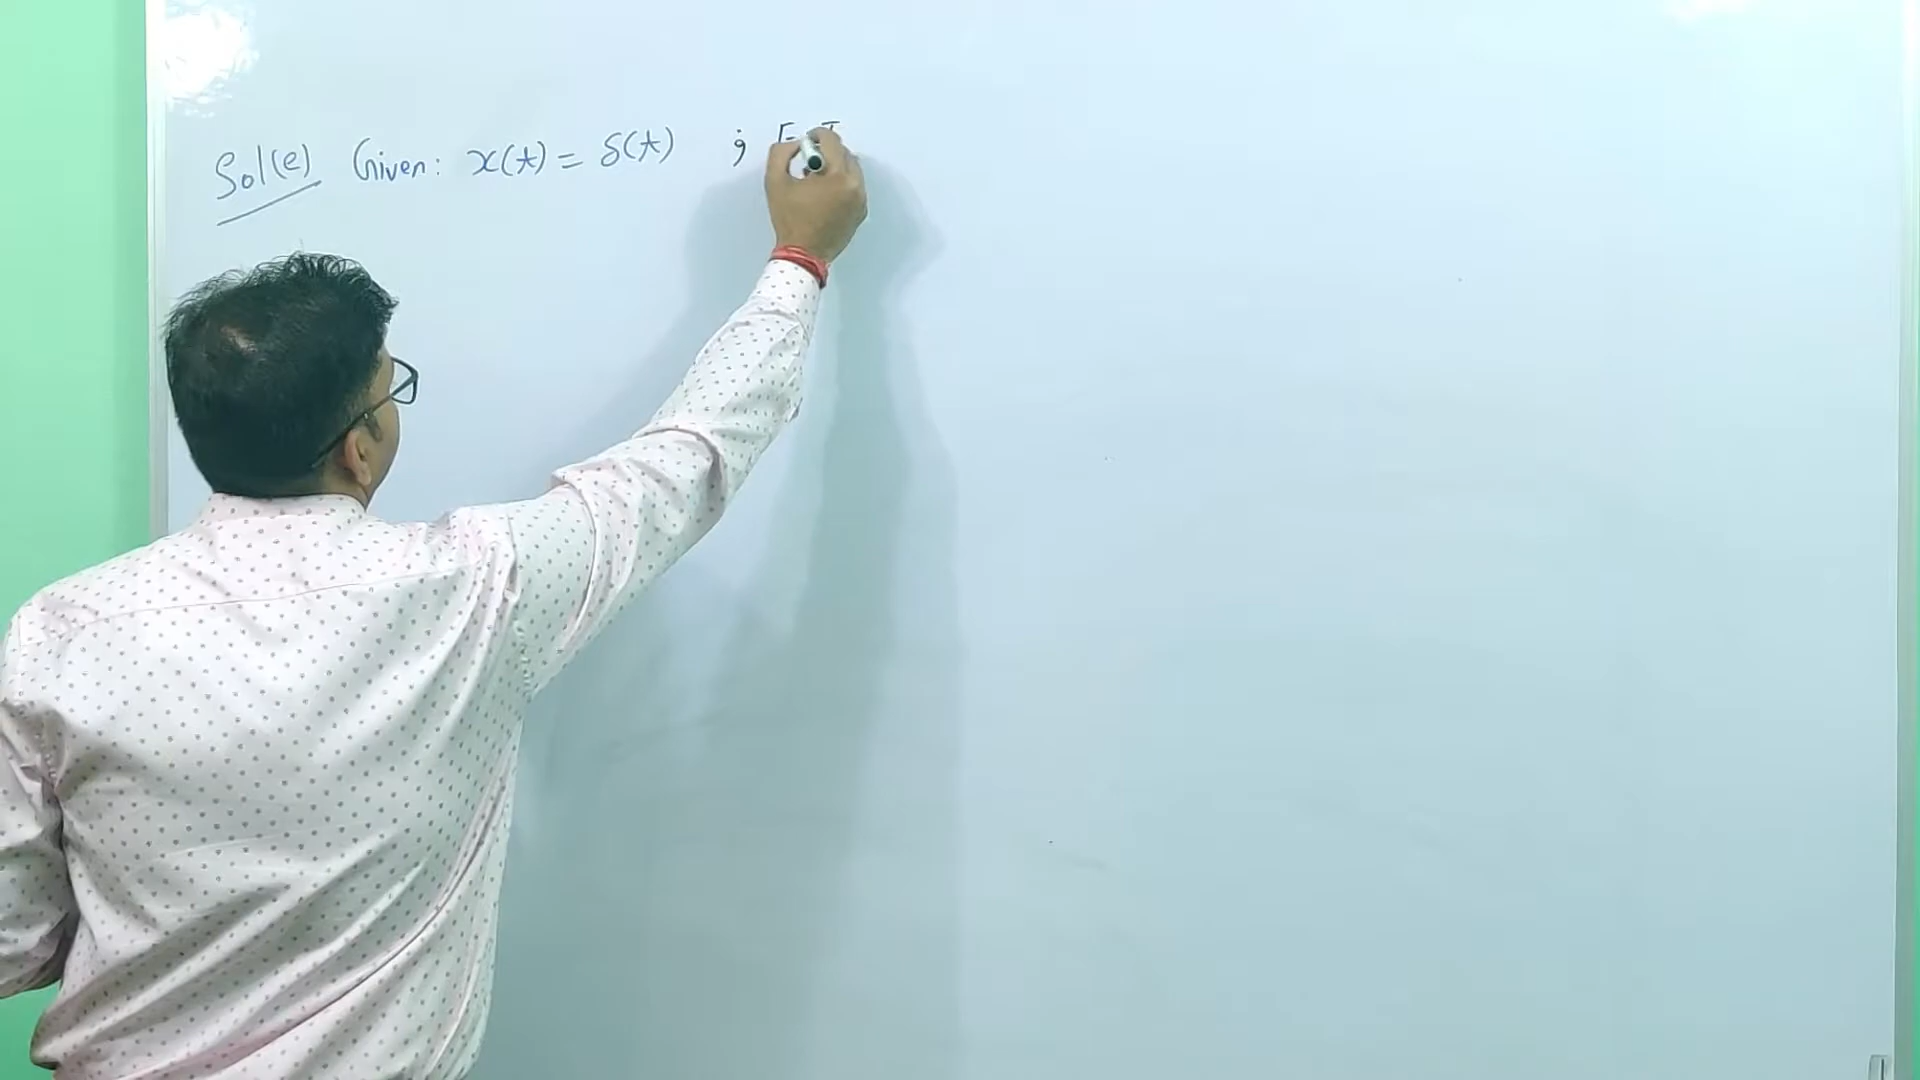 Sol(e) Given: x(t) = δ(t) ;